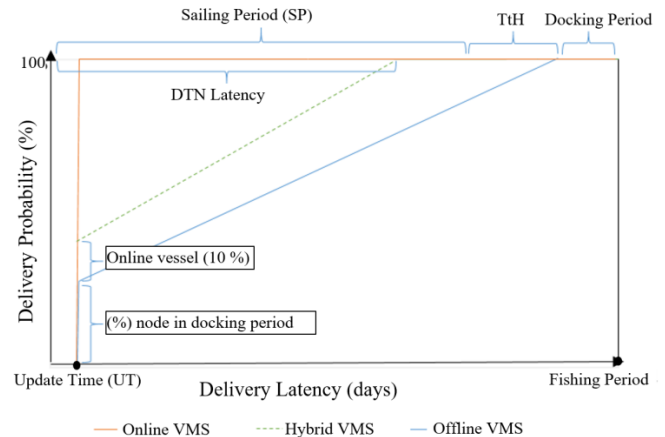 Sailing Period (SP)
TtH
Docking Period
100
DTN Latency
Delivery Probability (%)
Online vessel (10 %)
(%) node in docking period
Update Time (UT)
Delivery Latency (days)
Fishing Period
Online VMS
Hybrid VMS
Offline VMS